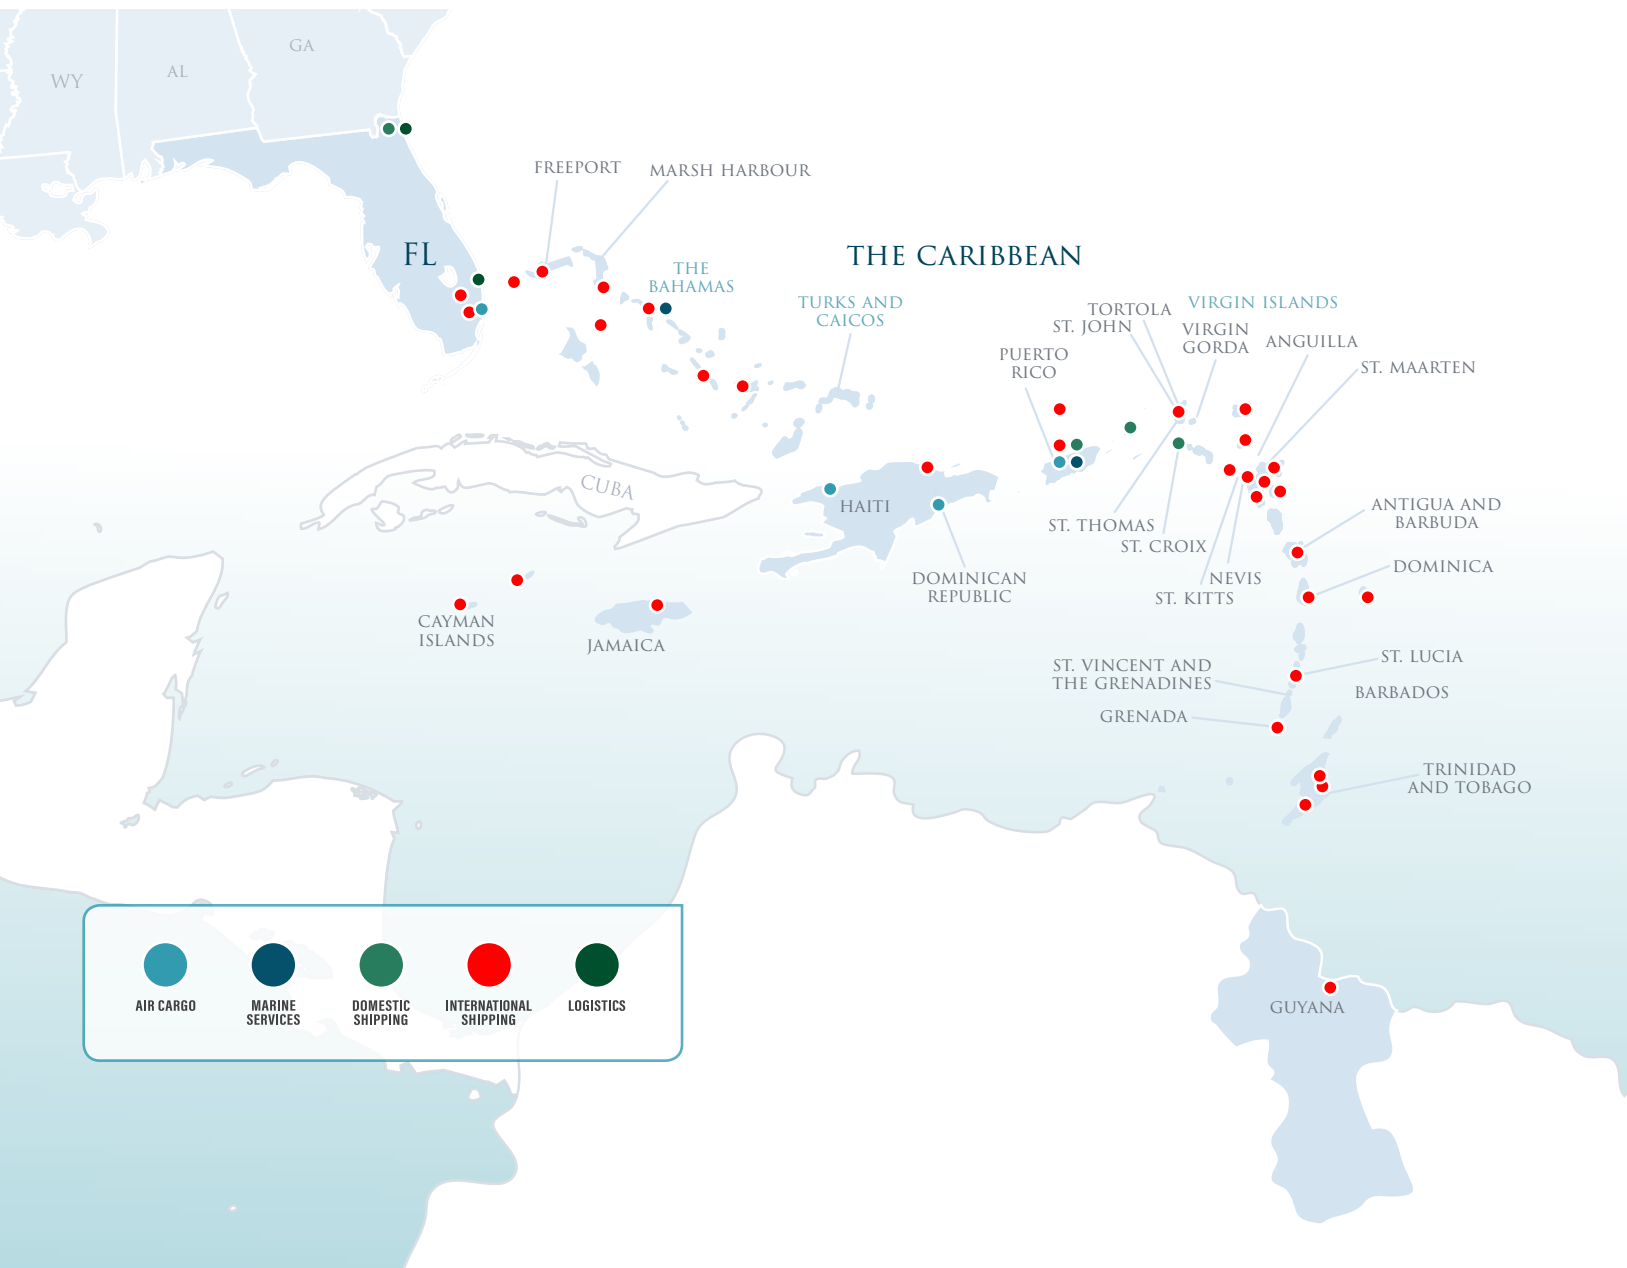 GA
WY
AL
FREEPORT
MARSH HARBOUR
FL
THE CARIBBEAN
THE
BAHAMAS
TURKS AND
CAICOS
TORTOLA
VIRGIN ISLANDS
ST. JOHN
VIRGIN
GORDA
ANGUILLA
PUERTO
RICO
ST. MAARTEN
CUBA
HAITI
ANTIGUA AND
BARBUDA
ST. THOMAS
ST. CROIX
DOMINICA
DOMINICAN
REPUBLIC
NEVIS
ST. KITTS
CAYMAN
ISLANDS
JAMAICA
ST. LUCIA
ST. VINCENT AND
THE GRENADINES
BARBADOS
GRENADA
TRINIDAD
AND TOBAGO
AIR CARGO
MARINE
SERVICES
DOMESTIC
SHIPPING
INTERNATIONAL
SHIPPING
LOGISTICS
GUYANA